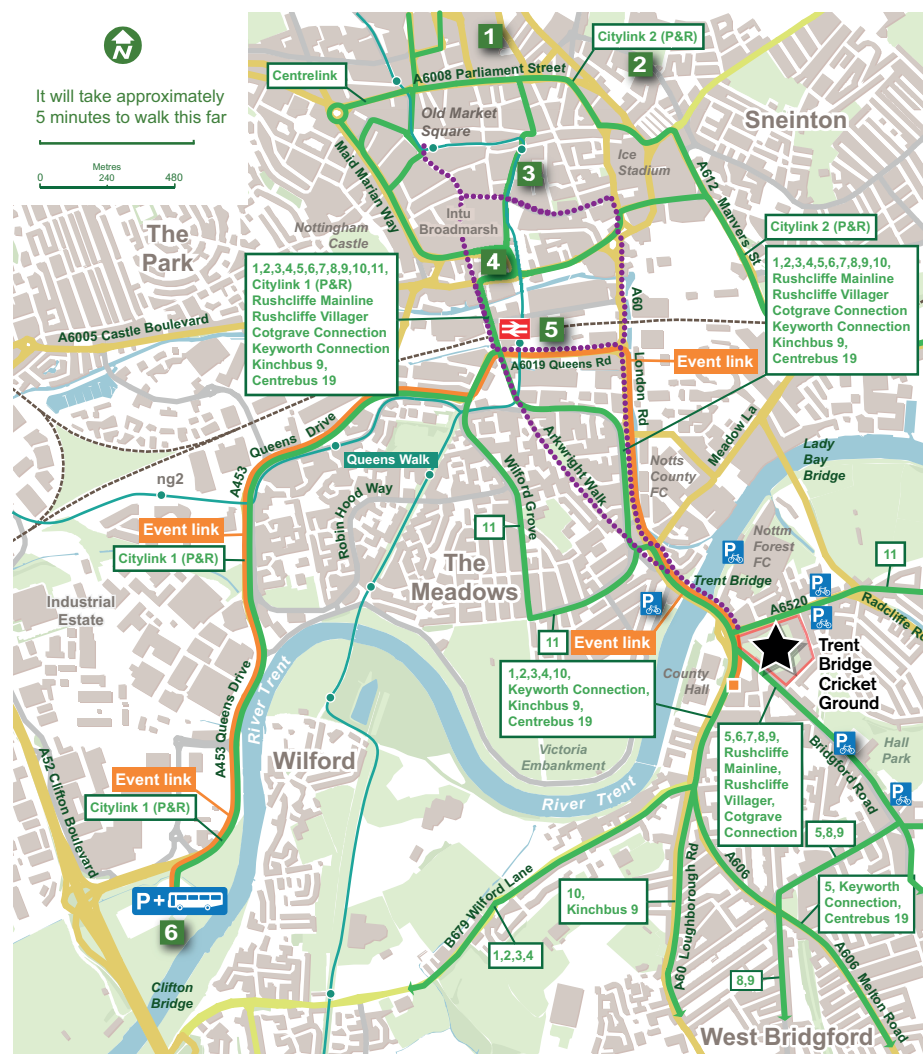 N
It will take approximately
5 minutes to walk this far
Metres
0 240 480
1
2
Citylink 2 (P&R)
Centrelink
A6008 Parliament Street
Old Market
Square
Sneinton
3
Ice
Stadium
Maid Marian Way
A612 Manvers St
The
Park
Nottingham
Castle
Intu
Broadmarsh
Citylink 2 (P&R)
4
1,2,3,4,5,6,7,8,9,10,11,
Citylink 1 (P&R)
Rushcliffe Mainline
Rushcliffe Villager
Cotgrave Connection
Keyworth Connection
Kinchbus 9,
Centrebus 19
1,2,3,4,5,6,7,8,9,10,
Rushcliffe Mainline
Rushcliffe Villager
Cotgrave Connection
Keyworth Connection
Kinchbus 9,
Centrebus 19
A60
A6005 Castle Boulevard
5
A6019 Queens Rd
Event link
London Rd
Meadow La
A453 Queens Drive
Arkwright Walk
Lady
Bay
Bridge
Queens Walk
Notts
County
FC
ng2
Robin Hood Way
Wilford Grove
Event link
Citylink 1 (P&R)
11
Nottm
Forest
FC
P
The
Meadows
11
Trent Bridge
P
P
P
A6520
Radcliffe R
Industrial
Estate
11
Event link
Trent
Bridge
Cricket
Ground
1,2,3,4,10,
Keyworth Connection,
Kinchbus 9,
Centrebus 19
County
Hall
A453 Queens Drive
River Trent
5,6,7,8,9,
Rushcliffe
Mainline,
Rushcliffe
Villager,
Cotgrave
Connection
Bridgford Road
P
Hall
Park
Wilford
Victoria
Embankment
A52 Clifton Boulevard
Event link
Citylink 1 (P&R)
River Trent
P
5,8,9
P+
6
B679 Wilford Lane
10,
Kinchbus 9
A60 Loughborough Rd
A606
5, Keyworth
Connection,
Centrebus 19
1,2,3,4
A606 Melton Road
8,9
Clifton
Bridge
West Bridgford